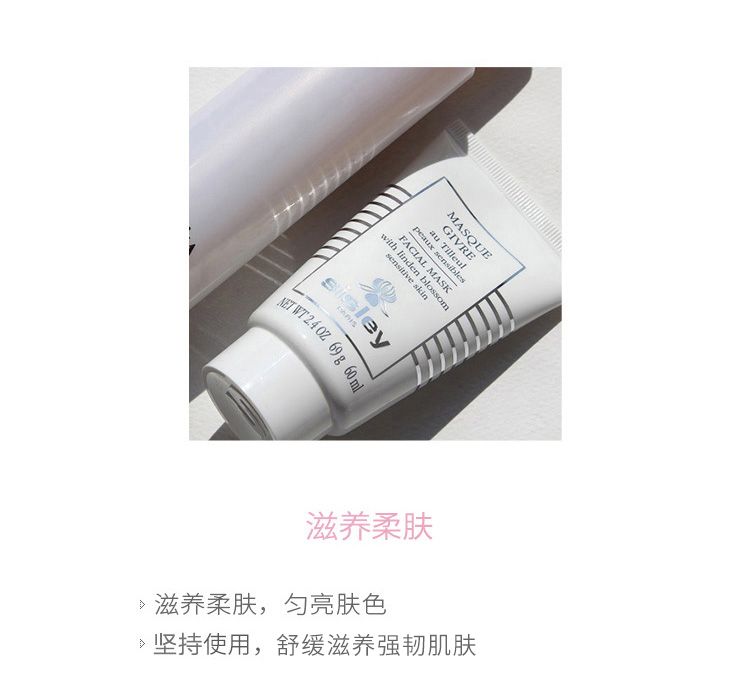 MASQUE
GIVRE
au Tilleul
peaux sensibles
FACIAL MASK
with linden blossom
sensitive skin
sisley
PARIS
NET WT 2.4 OZ. 69 g 60 ml
滋养柔肤
滋养柔肤，匀亮肤色
坚持使用，舒缓滋养强韧肌肤